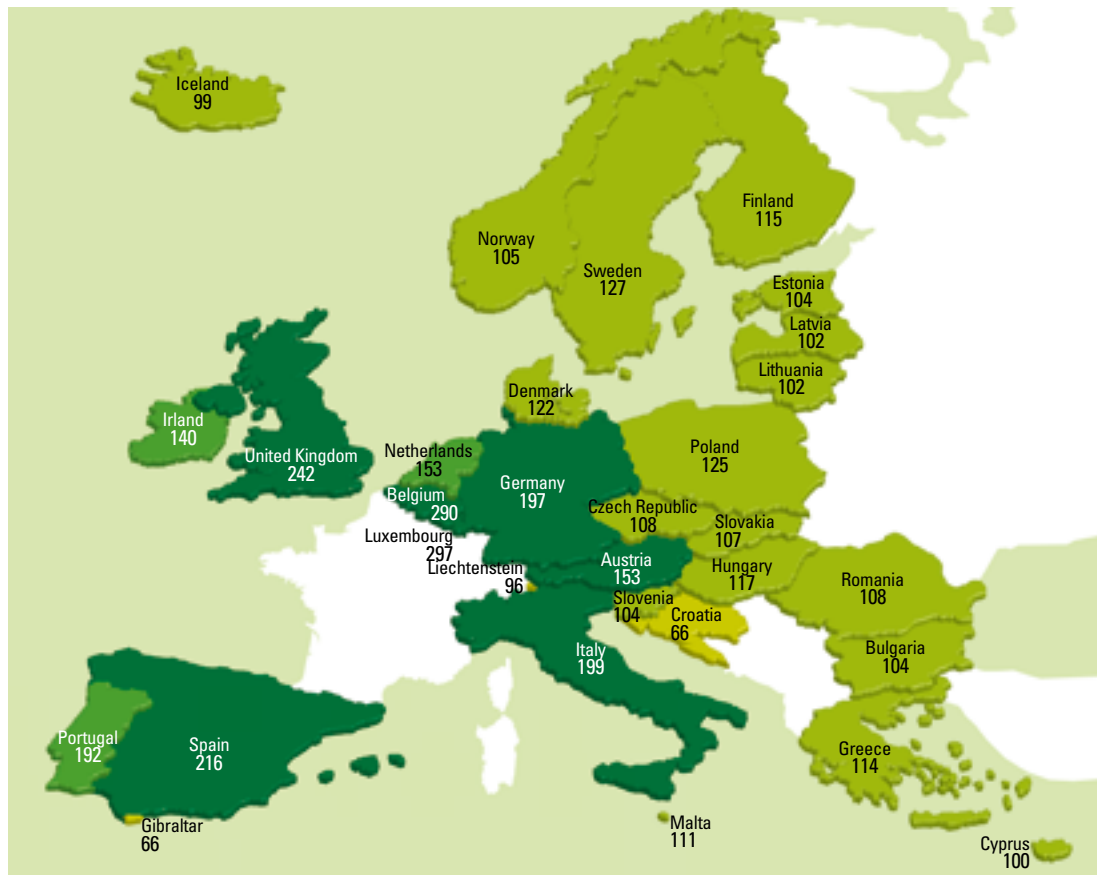 Iceland
99
Norway
105
Sweden
127
Finland
115
Estonia
104
Latvia
102
Lithuania
102
Denmark
122
Irland
140
United Kingdom
242
Netherlands
153
Belgium
290
Germany
197
Poland
125
Czech Republic
108
Slovakia
107
Luxembourg
297
Liechtenstein
96
Austria
153
Hungary
117
Romania
108
Slovenia
104
Croatia
66
Italy
199
Bulgaria
104
Portugal
192
Spain
216
Greece
114
Gibraltar
66
Malta
111
Cyprus
100